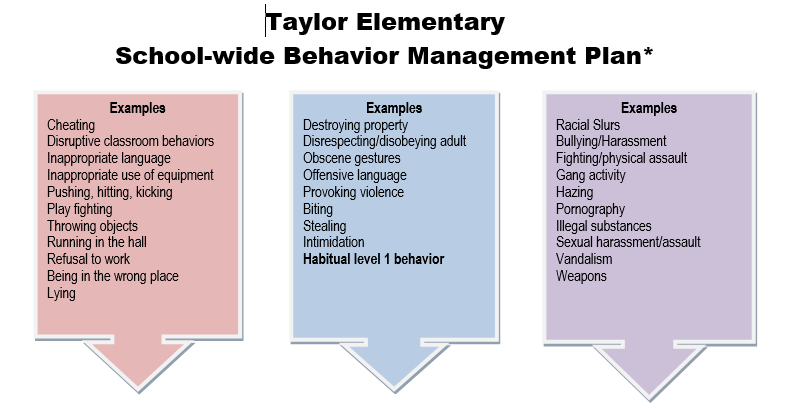 Taylor Elementary
School-wide Behavior Management Plan*
Examples
Cheating
Disruptive classroom behaviors
Inappropriate language
Inappropriate use of equipment
Pushing, hitting, kicking
Play fighting
Throwing objects
Running in the hall
Refusal to work
Being in the wrong place
Lying
Examples
Destroying property
Disrespecting/disobeying adult
Obscene gestures
Offensive language
Provoking violence
Biting
Stealing
Intimidation
Habitual level 1 behavior
Examples
Racial Slurs
Bullying/Harassment
Fighting/physical assault
Gang activity
Hazing
Pornography
Illegal substances
Sexual harassment/assault
Vandalism
Weapons